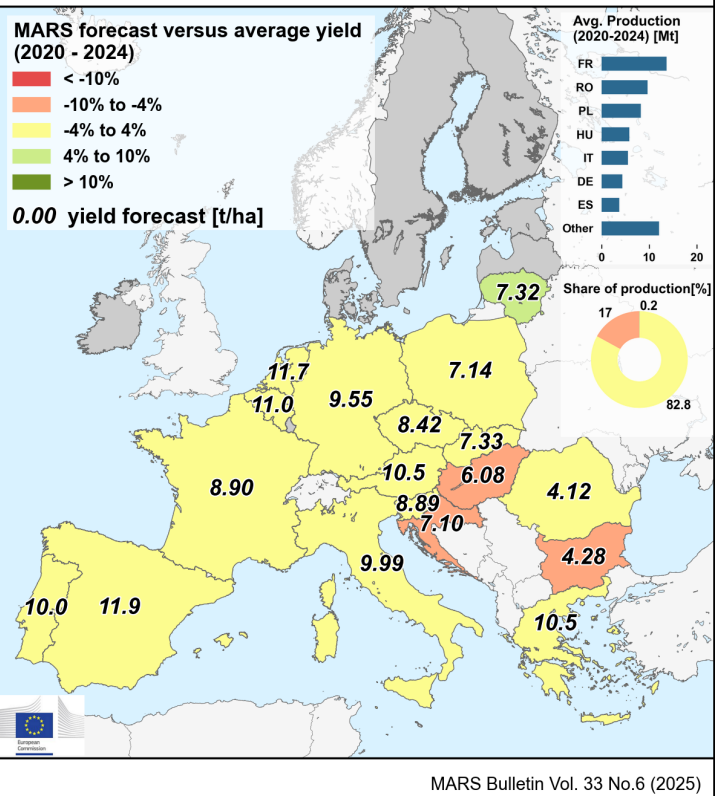 MARS forecast versus average yield
(2020 - 2024)
< -10%
-10% to -4%
-4% to 4%
4% to 10%
> 10%
0.00 yield forecast [t/ha]
Avg. Production
(2020-2024) [Mt]
FR
RO
PL
HU
IT
DE
ES
Other
0 10 20
Share of production[%]
0.2
17
82.8
7.32
11.7
7.14
9.55
11.0
8.42
7.33
10.5
6.08
8.90
4.12
8.89
7.10
4.28
9.99
10.0
11.9
10.5
European
Commission
MARS Bulletin Vol. 33 No.6 (2025)